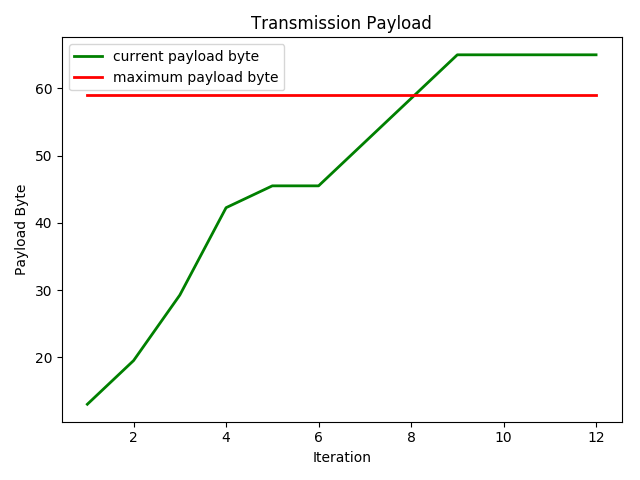 Transmission Payload
current payload byte
maximum payload byte
Payload Byte
60
50
40
30
20
2 4 6 8 10 12
Iteration